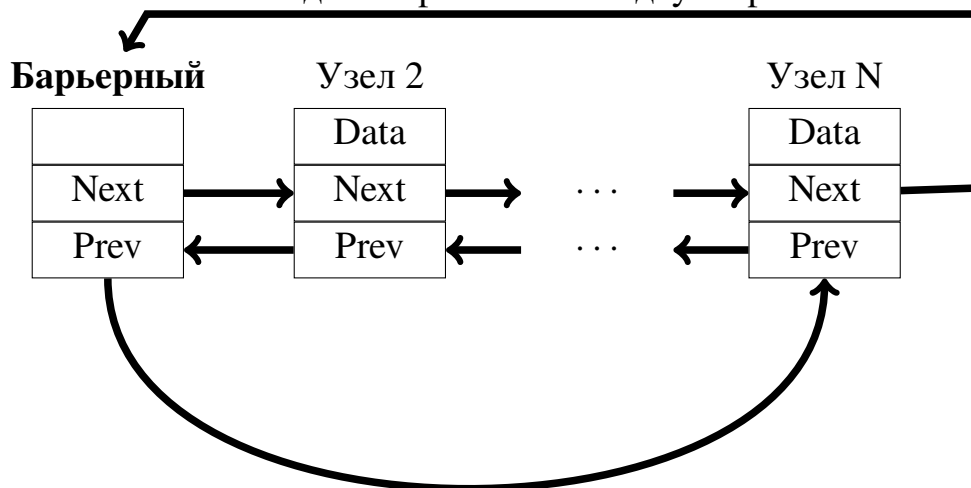 Барьерный Узел 2 Узел N
Data Data
Next Next ... Next
Prev Prev ... Prev